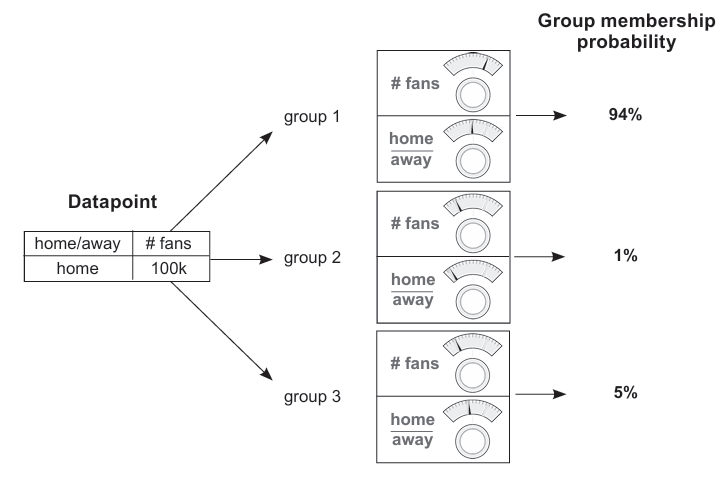 Group membership
probability
group 1
# fans
home
away
94%
Datapoint
home/away # fans
home 100k
group 2
# fans
home
away
1%
group 3
# fans
home
away
5%